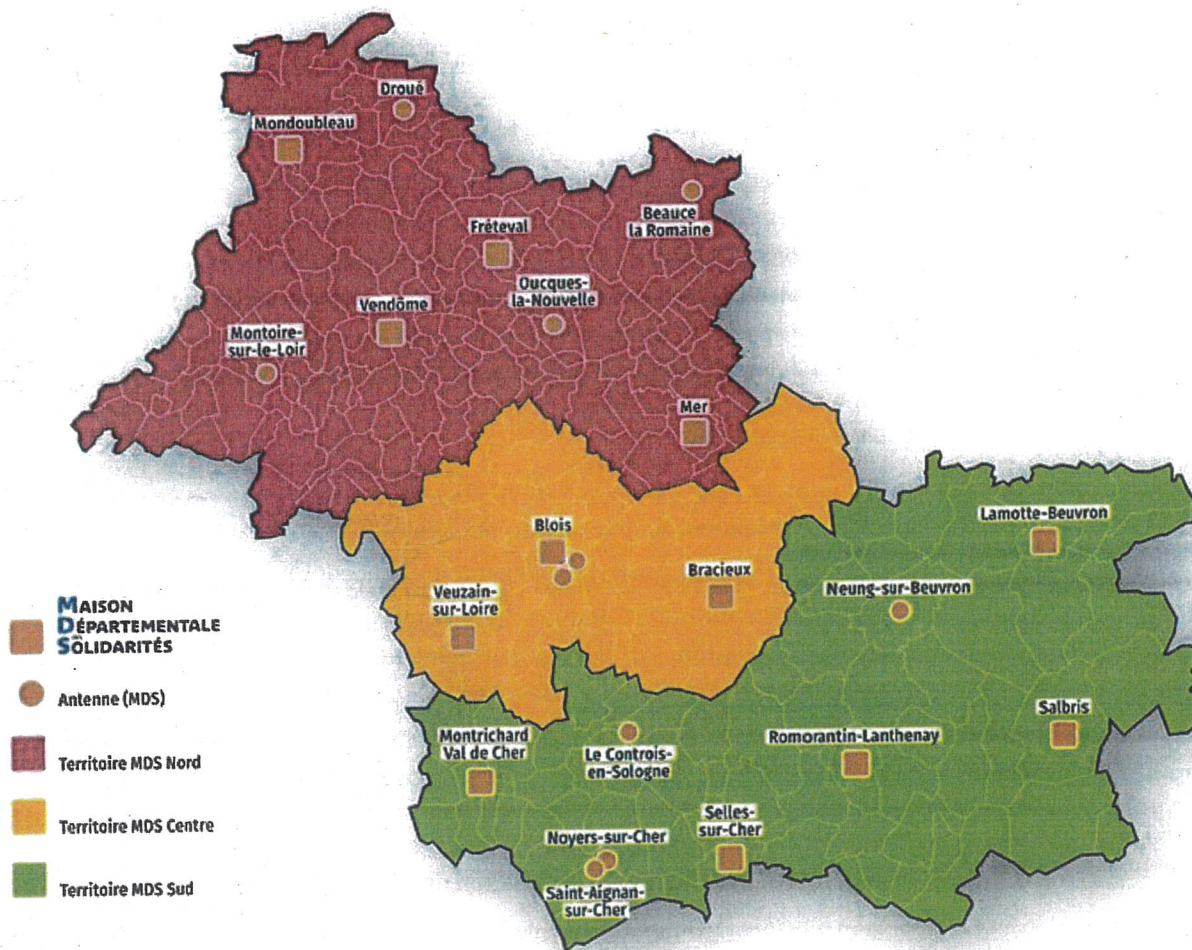 Droué
Mondoubleau
Beauce
la Romaine
Fréteval
Oucques-
la-Nouvelle
Vendôme
Montoire-
sur-le-Loir
Mer
Lamotte-Beuvron
Blois
Bracieux
Neung-sur-Beuvron
Veuzain-
sur-Loire
Salbris
Montrichard
Val de Cher
Le Controis-
en-Sologne
Romorantin-Lanthenay
Selles-
sur-Cher
Noyers-sur-Cher
Saint-Aignan-
sur-Cher
MAISON
DÉPARTEMENTALE
DES SOLIDARITÉS
Antenne (MDS)
Territoire MDS Nord
Territoire MDS Centre
Territoire MDS Sud